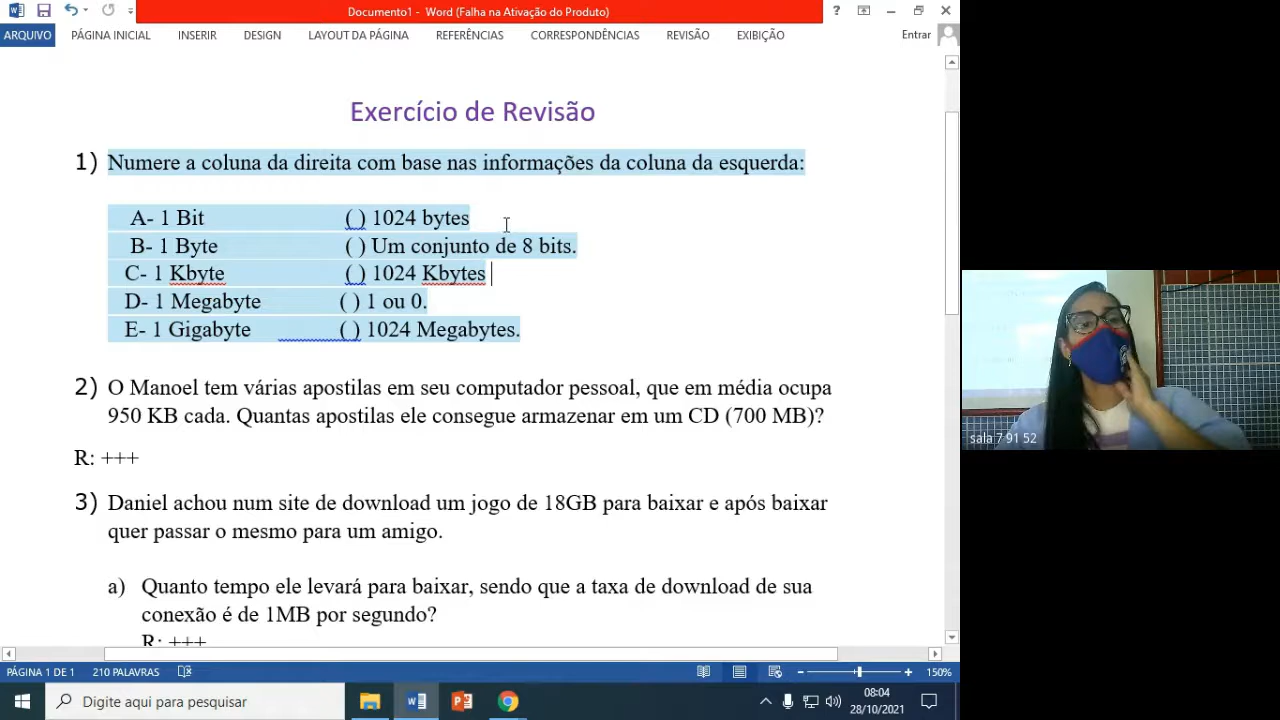 Documento1 - Word (Falha na Ativação do Produto)
ARQUIVO PÁGINA INICIAL INSERIR DESIGN LAYOUT DA PÁGINA REFERÊNCIAS CORRESPONDÊNCIAS REVISÃO EXIBIÇÃO Entrar
Exercício de Revisão
1) Numere a coluna da direita com base nas informações da coluna da esquerda:
A- 1 Bit ( ) 1024 bytes
B- 1 Byte ( ) Um conjunto de 8 bits.
C- 1 Kbyte ( ) 1024 Kbytes
D- 1 Megabyte ( ) 1 ou 0.
E- 1 Gigabyte ( ) 1024 Megabytes.
2) O Manoel tem várias apostilas em seu computador pessoal, que em média ocupa
950 KB cada. Quantas apostilas ele consegue armazenar em um CD (700 MB)?
R: +++
3) Daniel achou num site de download um jogo de 18GB para baixar e após baixar
quer passar o mesmo para um amigo.
a) Quanto tempo ele levará para baixar, sendo que a taxa de download de sua
conexão é de 1MB por segundo?
R: +++
sala 7 91 52
PÁGINA 1 DE 1 210 PALAVRAS 150%
Digite aqui para pesquisar
08:04
28/10/2021